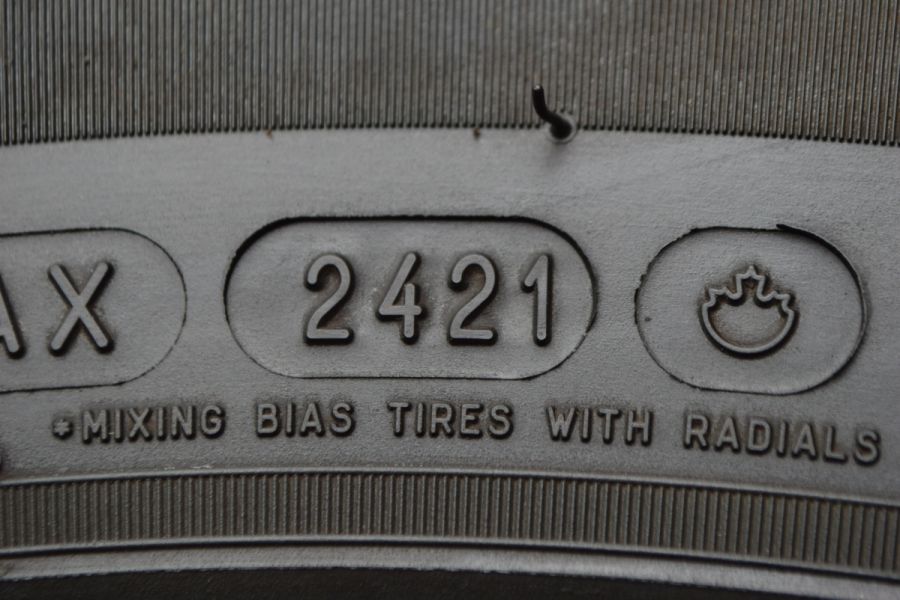 AX 2421
*MIXING BIAS TIRES WITH RADIALS